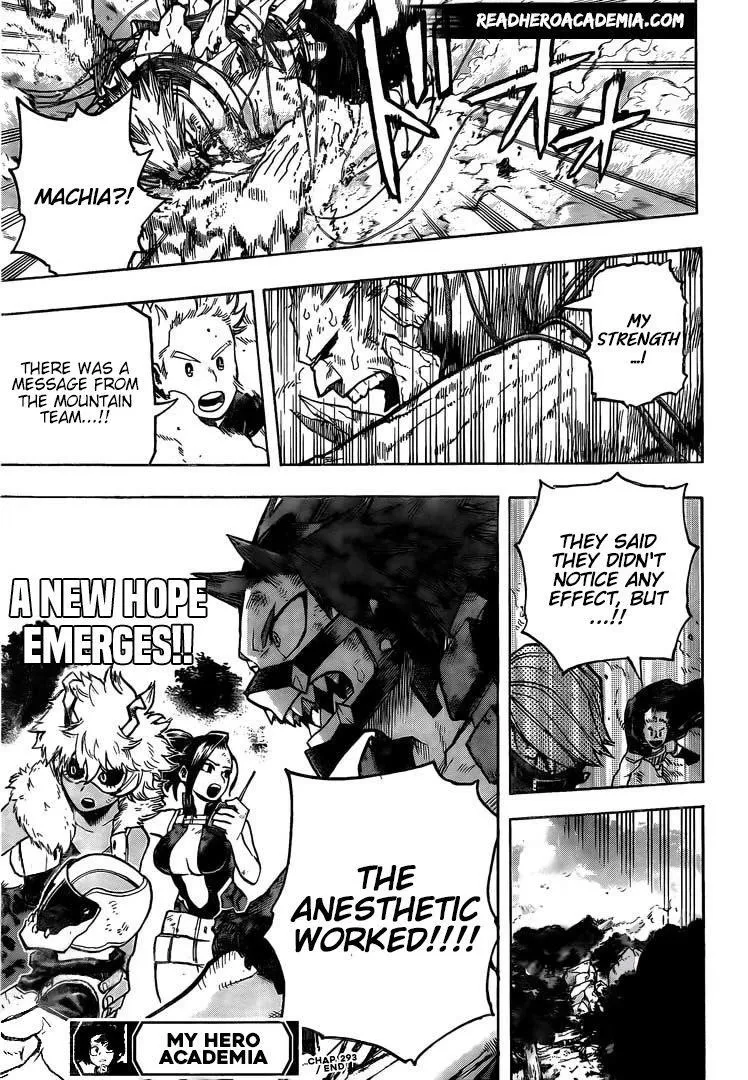 READHEROACADEMIA.COM
MACHIA?!
MY
STRENGTH
...!
THERE WAS A
MESSAGE FROM
THE MOUNTAIN
TEAM...!!
THEY SAID
THEY DIDN'T
NOTICE ANY
EFFECT, BUT
...!!
A NEW HOPE
EMERGES!!
THE
ANESTHETIC
WORKED!!!!
MY HERO
ACADEMIA
CHAP. 293
/ END